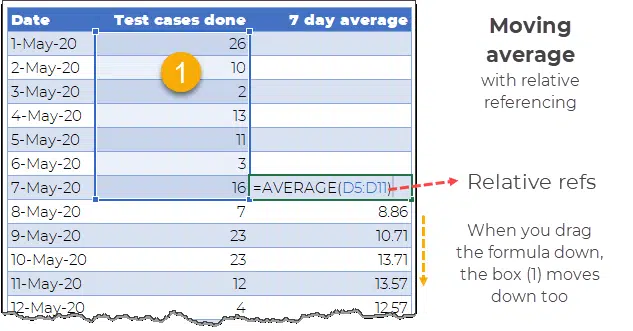 Date Test cases done 7 day average
1-May-20 26
2-May-20 10
3-May-20 2
4-May-20 13
5-May-20 11
6-May-20 3
7-May-20 16 =AVERAGE(D5:D11)
8-May-20 7 8.86
9-May-20 23 10.71
10-May-20 23 13.71
11-May-20 12 13.57
12-May-20 4 12.57
1
Moving
average
with relative
referencing
Relative refs
When you drag
the formula down,
the box (1) moves
down too